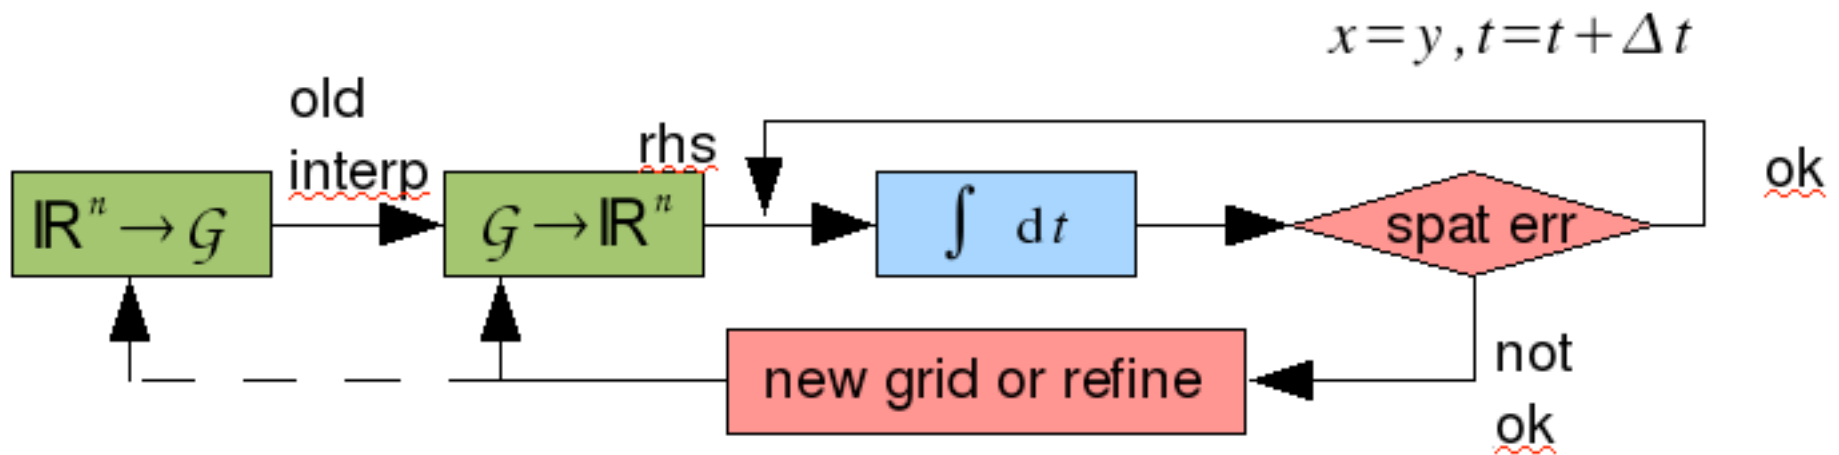 x=y,t=t+Δt
old
interp
rhs
ok
ℝⁿ→𝒢
𝒢→ℝⁿ
∫ dt
spat err
new grid or refine
not
ok